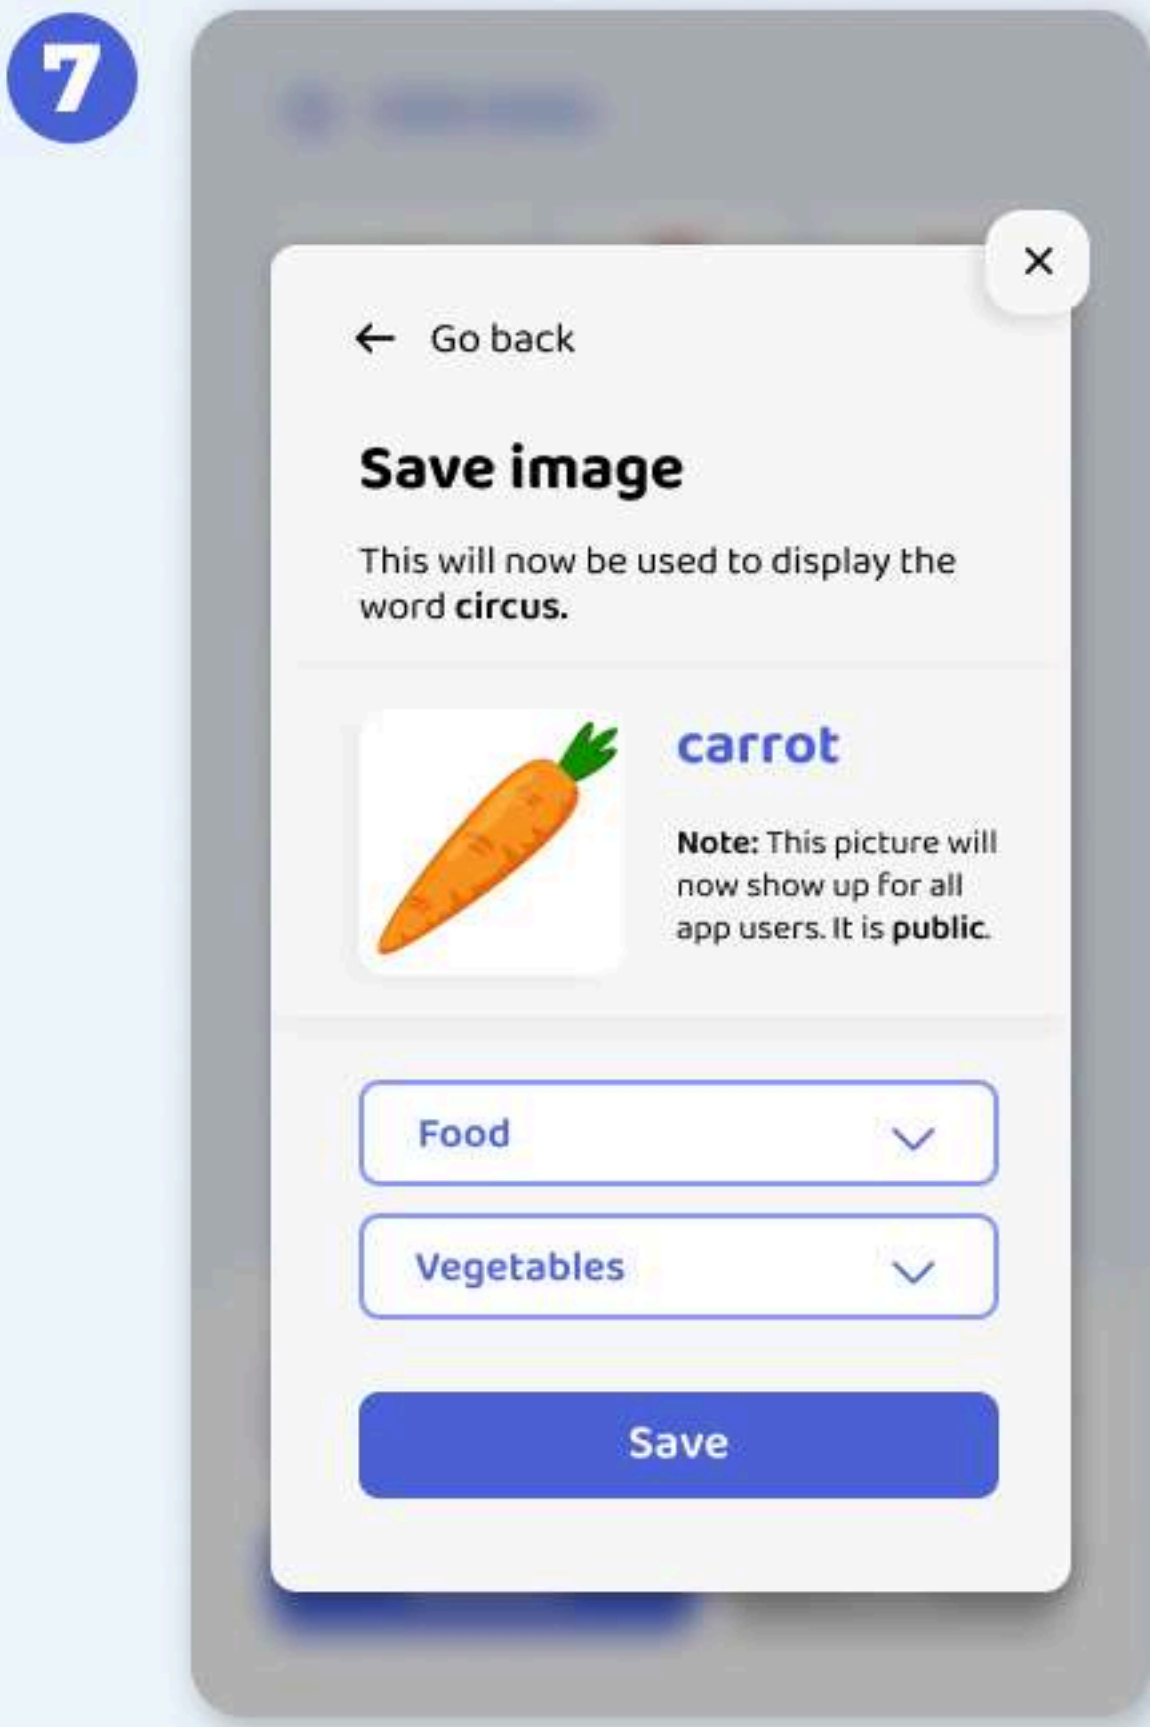 7
Go back
Save image
This will now be used to display the
word circus.
carrot
Note: This picture will
now show up for all
app users. It is public.
Food
Vegetables
Save